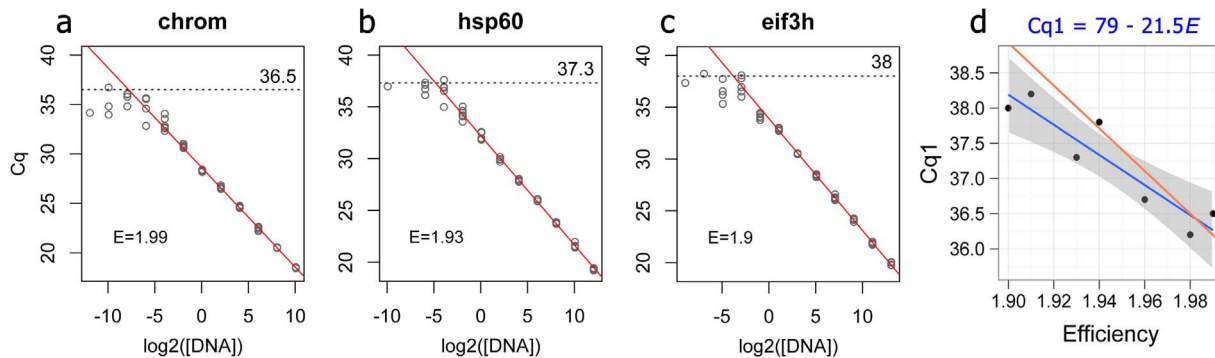 a chrom
Cq
40
35
30
25
20
36.5
E=1.99
-10 -5 0 5 10
log2([DNA])
b hsp60
40
35
30
25
20
37.3
E=1.93
-10 -5 0 5 10
log2([DNA])
c eif3h
40
35
30
25
20
38
E=1.9
-10 -5 0 5 10
log2([DNA])
d Cq1 = 79 - 21.5E
Cq1
38.5
38.0
37.5
37.0
36.5
36.0
1.90 1.92 1.94 1.96 1.98
Efficiency